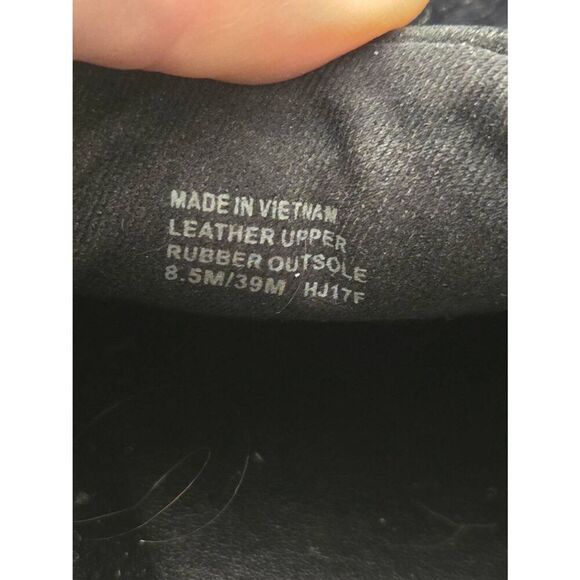 MADE IN VIETNAM
LEATHER UPPER
RUBBER OUTSOLE
8.5M/39M HJ17F